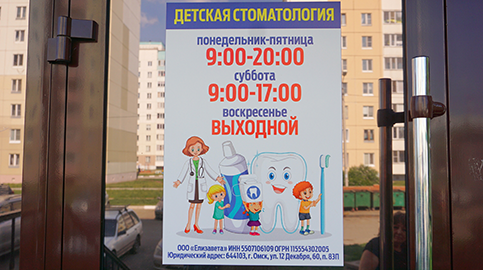 ДЕТСКАЯ СТОМАТОЛОГИЯ
понедельник-пятница
9:00-20:00
суббота
9:00-17:00
воскресенье
ВЫХОДНОЙ
ООО «Елизавета» ИНН 5507106109 ОГРН 115554302005
Юридический адрес: 644103, г. Омск, ул. 12 Декабря, 60, п. 83П